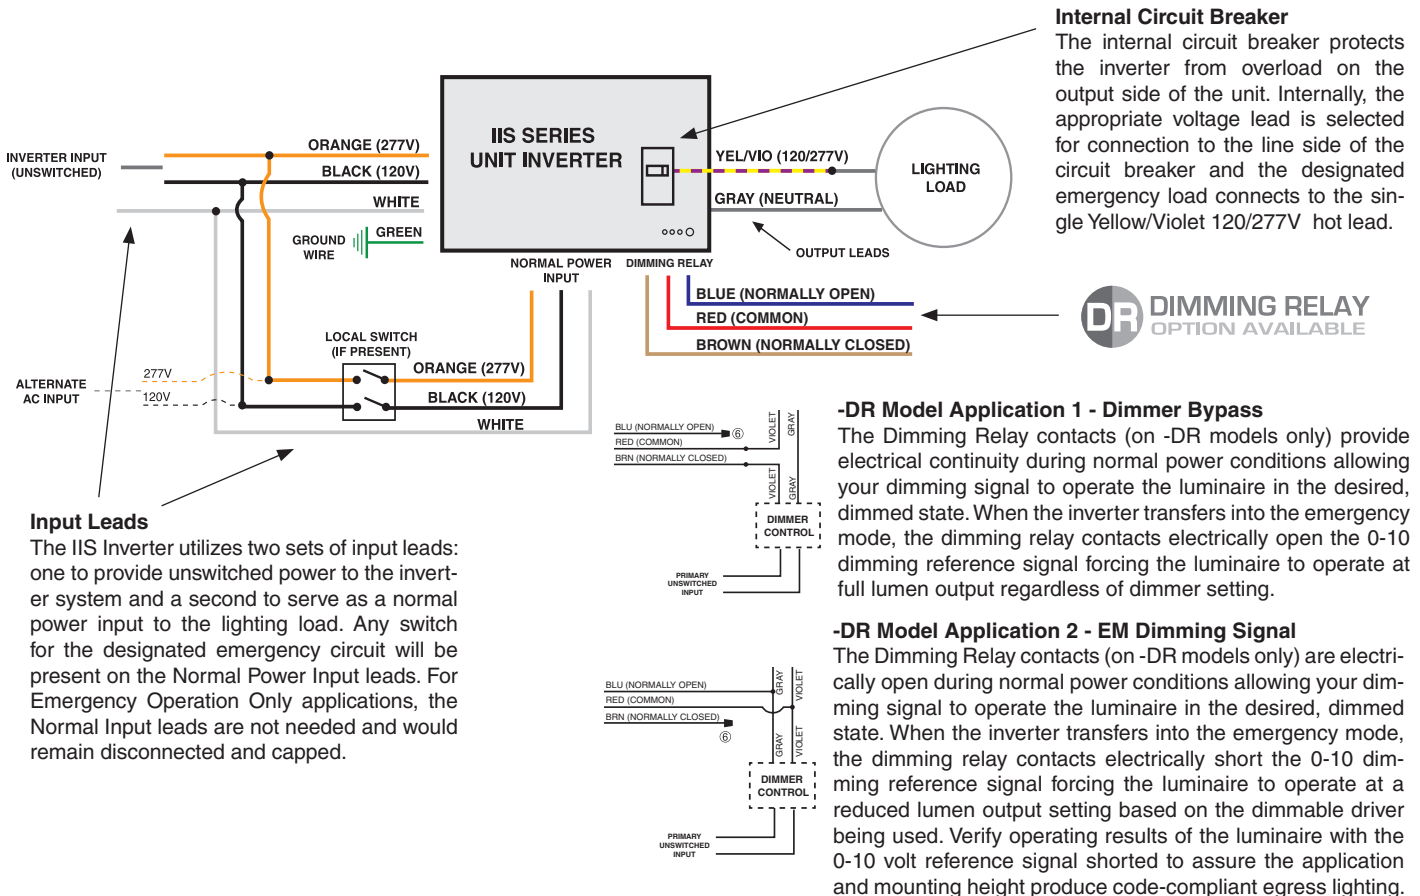 Internal Circuit Breaker
The internal circuit breaker protects
the inverter from overload on the
output side of the unit. Internally, the
appropriate voltage lead is selected
for connection to the line side of the
circuit breaker and the designated
emergency load connects to the sin-
gle Yellow/Violet 120/277V hot lead.
IIS SERIES
UNIT INVERTER
INVERTER INPUT
(UNSWITCHED)
ORANGE (277V)
BLACK (120V)
WHITE
GREEN
GROUND
WIRE
YEL/VIO (120/277V)
GRAY (NEUTRAL)
LIGHTING
LOAD
OUTPUT LEADS
NORMAL POWER
INPUT
DIMMING RELAY
BLUE (NORMALLY OPEN)
RED (COMMON)
BROWN (NORMALLY CLOSED)
DR
DIMMING RELAY
OPTION AVAILABLE
LOCAL SWITCH
(IF PRESENT)
ORANGE (277V)
BLACK (120V)
WHITE
ALTERNATE
AC INPUT
277V
120V
Input Leads
The IIS Inverter utilizes two sets of input leads:
one to provide unswitched power to the invert-
er system and a second to serve as a normal
power input to the lighting load. Any switch
for the designated emergency circuit will be
present on the Normal Power Input leads. For
Emergency Operation Only applications, the
Normal Input leads are not needed and would
remain disconnected and capped.
BLU (NORMALLY OPEN)
⑥
RED (COMMON)
BRN (NORMALLY CLOSED)
VIOLET
GRAY
VIOLET
GRAY
DIMMER
CONTROL
PRIMARY
UNSWITCHED
INPUT
-DR Model Application 1 - Dimmer Bypass
The Dimming Relay contacts (on -DR models only) provide
electrical continuity during normal power conditions allowing
your dimming signal to operate the luminaire in the desired,
dimmed state. When the inverter transfers into the emergency
mode, the dimming relay contacts electrically open the 0-10
dimming reference signal forcing the luminaire to operate at
full lumen output regardless of dimmer setting.
BLU (NORMALLY OPEN)
RED (COMMON)
BRN (NORMALLY CLOSED)
⑥
GRAY
VIOLET
GRAY
VIOLET
DIMMER
CONTROL
PRIMARY
UNSWITCHED
INPUT
-DR Model Application 2 - EM Dimming Signal
The Dimming Relay contacts (on -DR models only) are electri-
cally open during normal power conditions allowing your dim-
ming signal to operate the luminaire in the desired, dimmed
state. When the inverter transfers into the emergency mode,
the dimming relay contacts electrically short the 0-10 dim-
ming reference signal forcing the luminaire to operate at a
reduced lumen output setting based on the dimmable driver
being used. Verify operating results of the luminaire with the
0-10 volt reference signal shorted to assure the application
and mounting height produce code-compliant egress lighting.